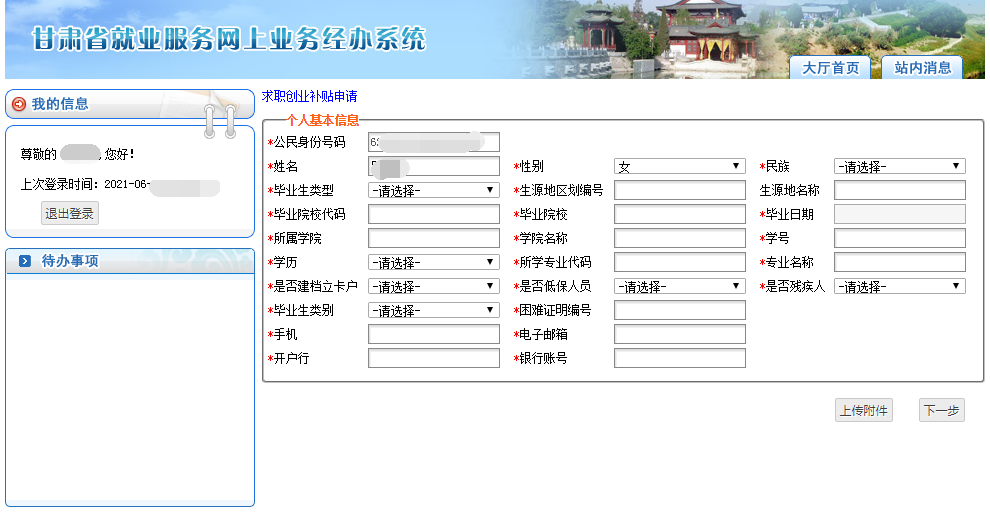 甘肃省就业服务网上业务经办系统
大厅首页 站内消息
我的信息
尊敬的 您好!
上次登录时间: 2021-06-
退出登录
待办事项
求职创业补贴申请
个人基本信息
*公民身份号码 62
*姓名 *性别 女 *民族 -请选择-
*毕业生类型 -请选择- *生源地区划编号 生源地名称
*毕业院校代码 *毕业院校 *毕业日期
*所属学院 *学院名称 *学号
*学历 -请选择- *所学专业代码 *专业名称
*是否建档立卡户 -请选择- *是否低保人员 -请选择- *是否残疾人 -请选择-
*毕业生类别 -请选择- *困难证明编号
*手机 *电子邮箱
*开户行 *银行账号
上传附件 下一步